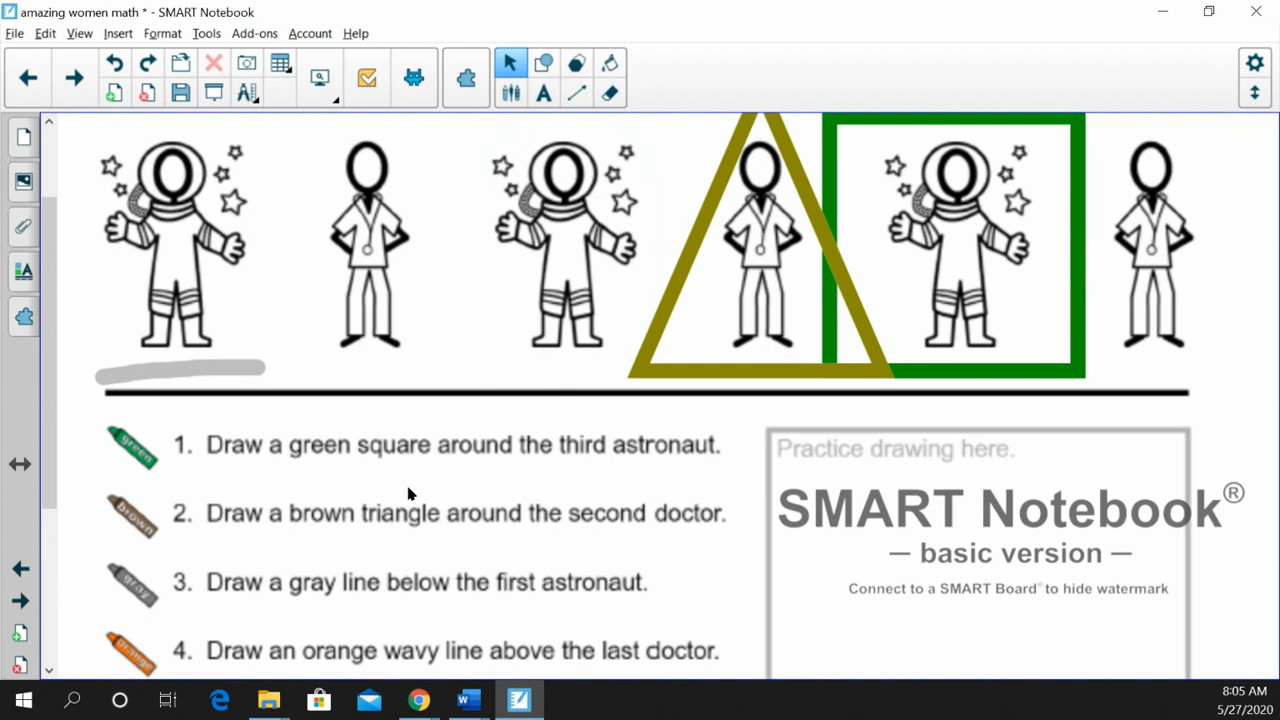 amazing women math * - SMART Notebook
File Edit View Insert Format Tools Add-ons Account Help
green
1. Draw a green square around the third astronaut.
brown
2. Draw a brown triangle around the second doctor.
gray
3. Draw a gray line below the first astronaut.
orange
4. Draw an orange wavy line above the last doctor.
Practice drawing here.
SMART Notebook®
— basic version —
Connect to a SMART Board® to hide watermark
8:05 AM
5/27/2020